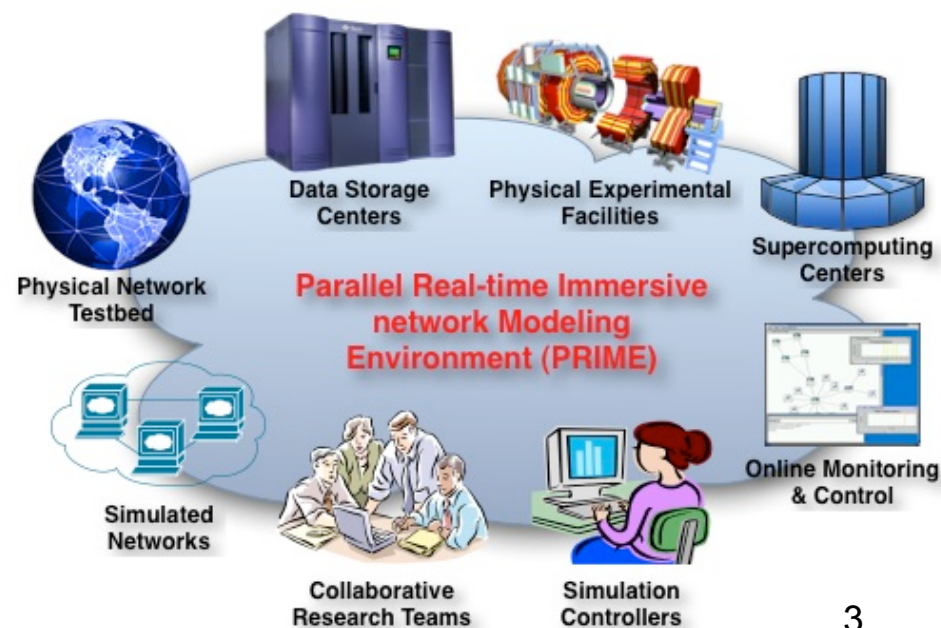 Data Storage
Centers
Physical Experimental
Facilities
Supercomputing
Centers
Physical Network
Testbed
Parallel Real-time Immersive
network Modeling
Environment (PRIME)
Online Monitoring
& Control
Simulated
Networks
Collaborative
Research Teams
Simulation
Controllers
3